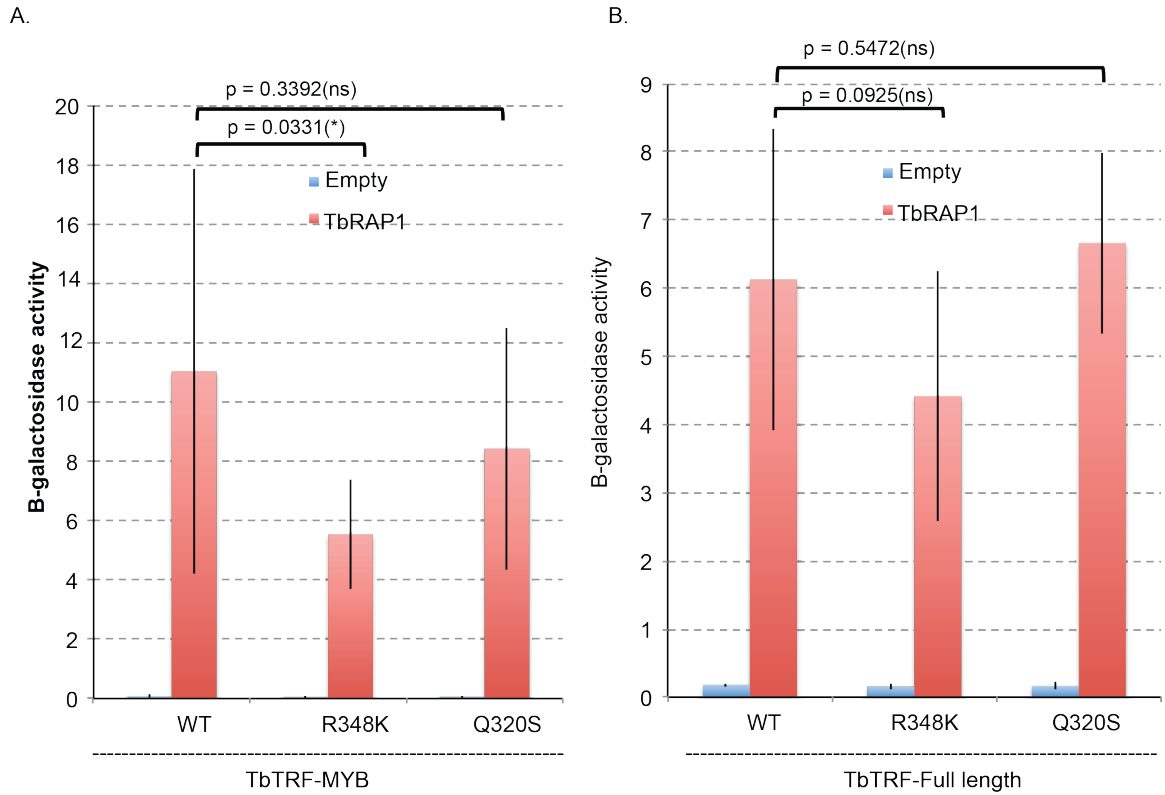 A.
p = 0.3392(ns)
p = 0.0331(*)
Empty
TbRAP1
B-galactosidase activity
20
18
16
14
12
10
8
6
4
2
0
WT R348K Q320S
TbTRF-MYB
B.
p = 0.5472(ns)
p = 0.0925(ns)
Empty
TbRAP1
B-galactosidase activity
9
8
7
6
5
4
3
2
1
0
WT R348K Q320S
TbTRF-Full length